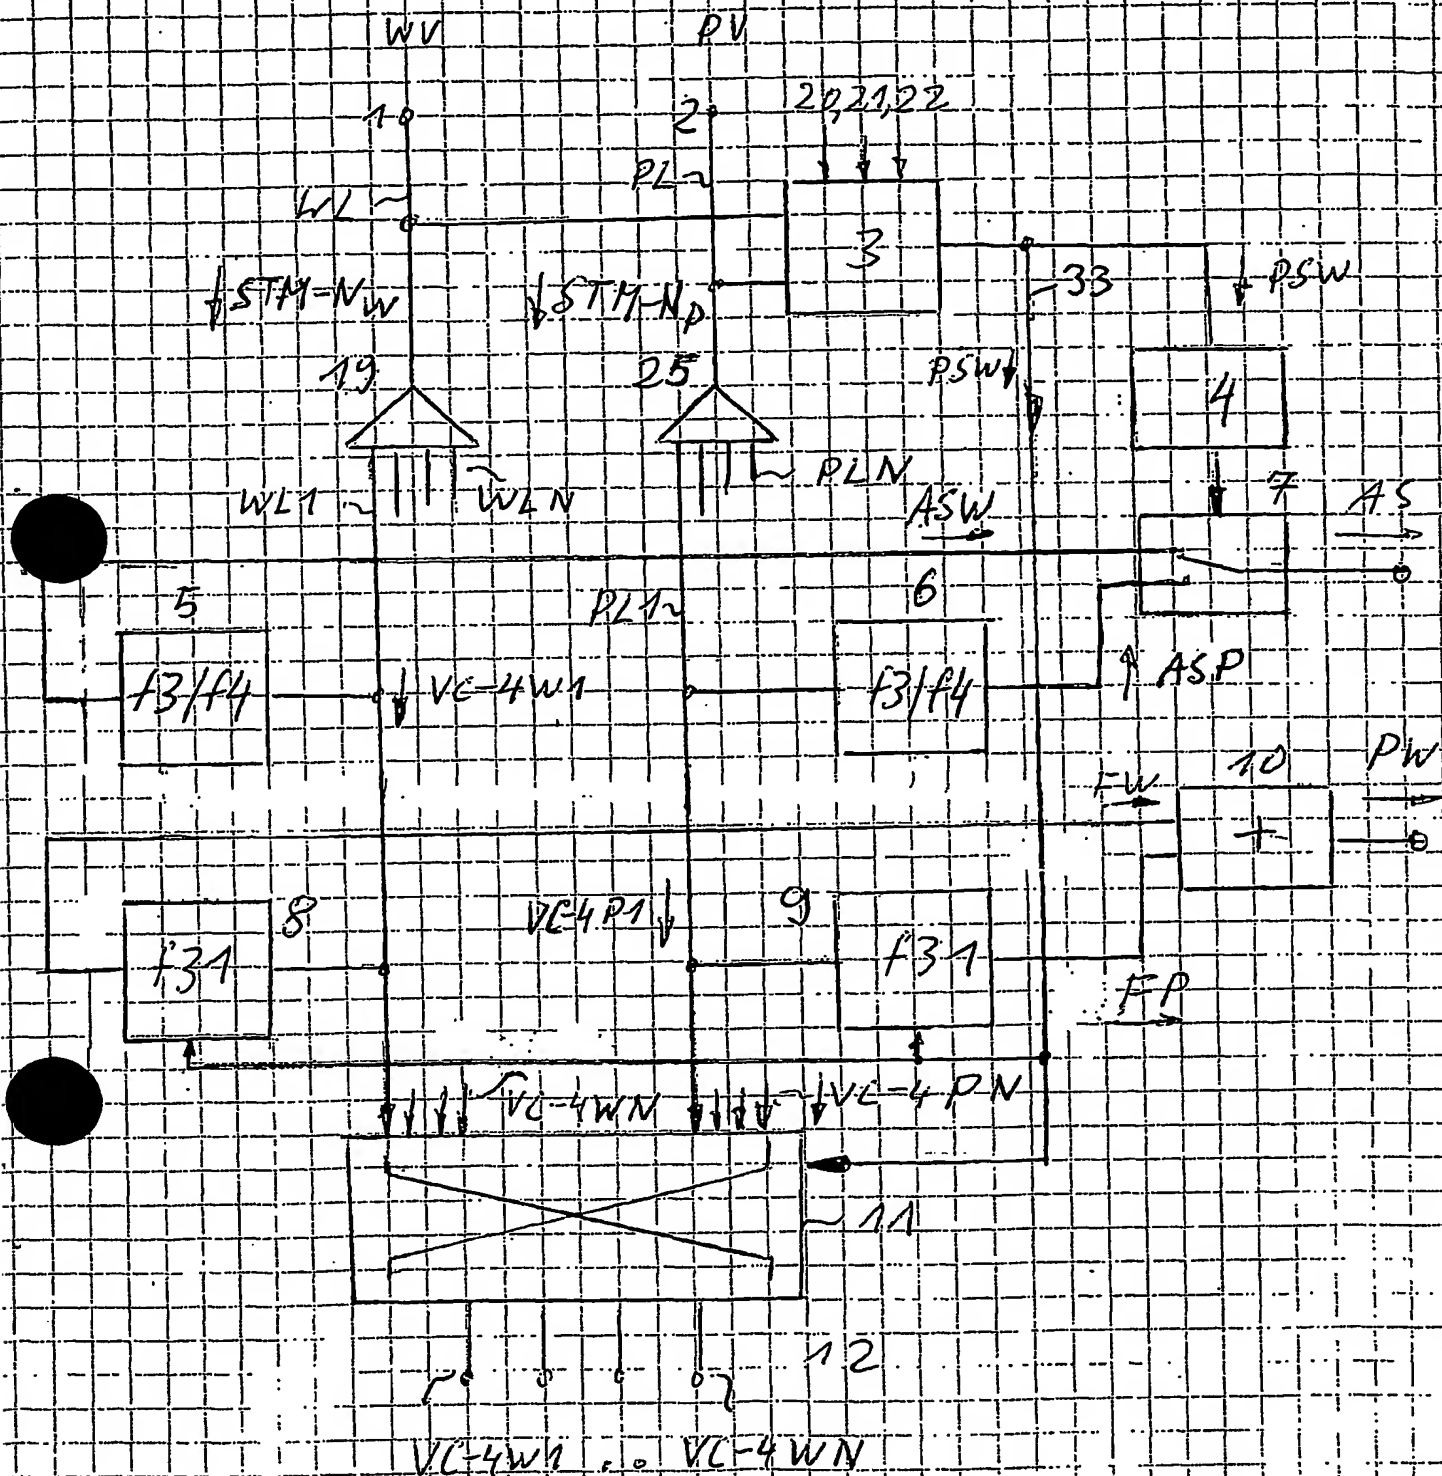 WV PV
1 2 20,21,22
PL
WL
3
33 PSW
STM-NW STM-NP
19 25 PSW
4
WL1 WLN PLN
7 AS
ASW
5 6
PL1
f3/f4 VC-4W1 f3/f4 ASP
10 PW
FW
+
8 VC-4P1 9
f31 f31
FP
VC-4WN VC-4PN
11
12
VC-4W1 ... VC-4WN